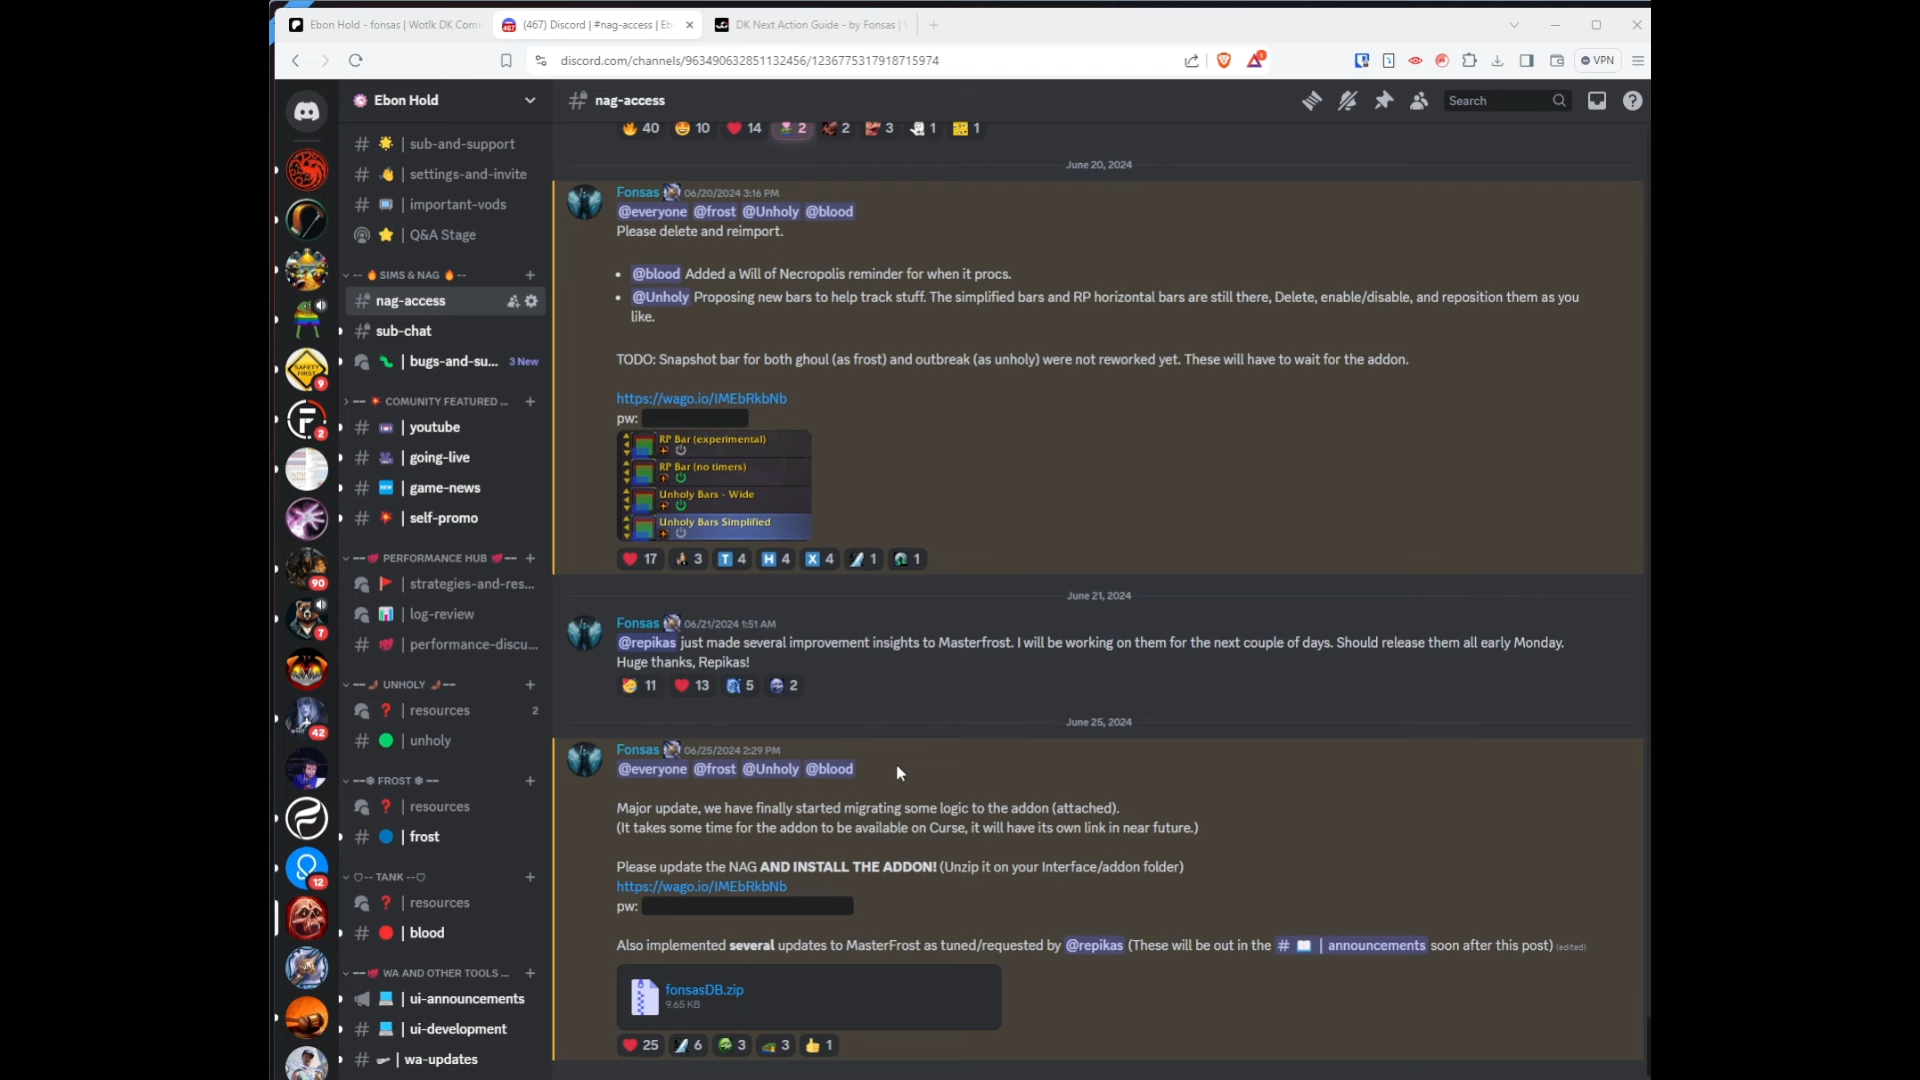 Ebon Hold - fonsas | Wotlk DK Com
(467) Discord | #nag-access | Eb
DK Next Action Guide - by Fonsas |
discord.com/channels/963490632851132456/1236775317918715974
VPN
Ebon Hold
nag-access
Search
# | sub-and-support
# | settings-and-invite
# | important-vods
| Q&A Stage
-- SIMS & NAG --
nag-access
sub-chat
| bugs-and-su... 3 New
-- COMUNITY FEATURED ...
# | youtube
# | going-live
# | game-news
# | self-promo
-- PERFORMANCE HUB --
| strategies-and-res...
| log-review
# | performance-discu...
-- UNHOLY --
| resources 2
# | unholy
-- FROST --
| resources
# | frost
-- TANK --
| resources
# | blood
-- WA AND OTHER TOOLS ...
| ui-announcements
# | ui-development
# | wa-updates
9
2
90
7
42
12
40 10 14 2 2 3 1 1
June 20, 2024
Fonsas 06/20/2024 3:16 PM
@everyone @frost @Unholy @blood
Please delete and reimport.
• @blood Added a Will of Necropolis reminder for when it procs.
• @Unholy Proposing new bars to help track stuff. The simplified bars and RP horizontal bars are still there, Delete, enable/disable, and reposition them as you
like.
TODO: Snapshot bar for both ghoul (as frost) and outbreak (as unholy) were not reworked yet. These will have to wait for the addon.
https://wago.io/IMEbRkbNb
pw:
RP Bar (experimental)
RP Bar (no timers)
Unholy Bars - Wide
Unholy Bars Simplified
17 3 T 4 H 4 X 4 1 1
June 21, 2024
Fonsas 06/21/2024 1:51 AM
@repikas just made several improvement insights to Masterfrost. I will be working on them for the next couple of days. Should release them all early Monday.
Huge thanks, Repikas!
11 13 5 2
June 25, 2024
Fonsas 06/25/2024 2:29 PM
@everyone @frost @Unholy @blood
Major update, we have finally started migrating some logic to the addon (attached).
(It takes some time for the addon to be available on Curse, it will have its own link in near future.)
Please update the NAG AND INSTALL THE ADDON! (Unzip it on your Interface/addon folder)
https://wago.io/IMEbRkbNb
pw:
Also implemented several updates to MasterFrost as tuned/requested by @repikas (These will be out in the # | announcements soon after this post) (edited)
fonsasDB.zip
9.65 KB
25 6 3 3 1